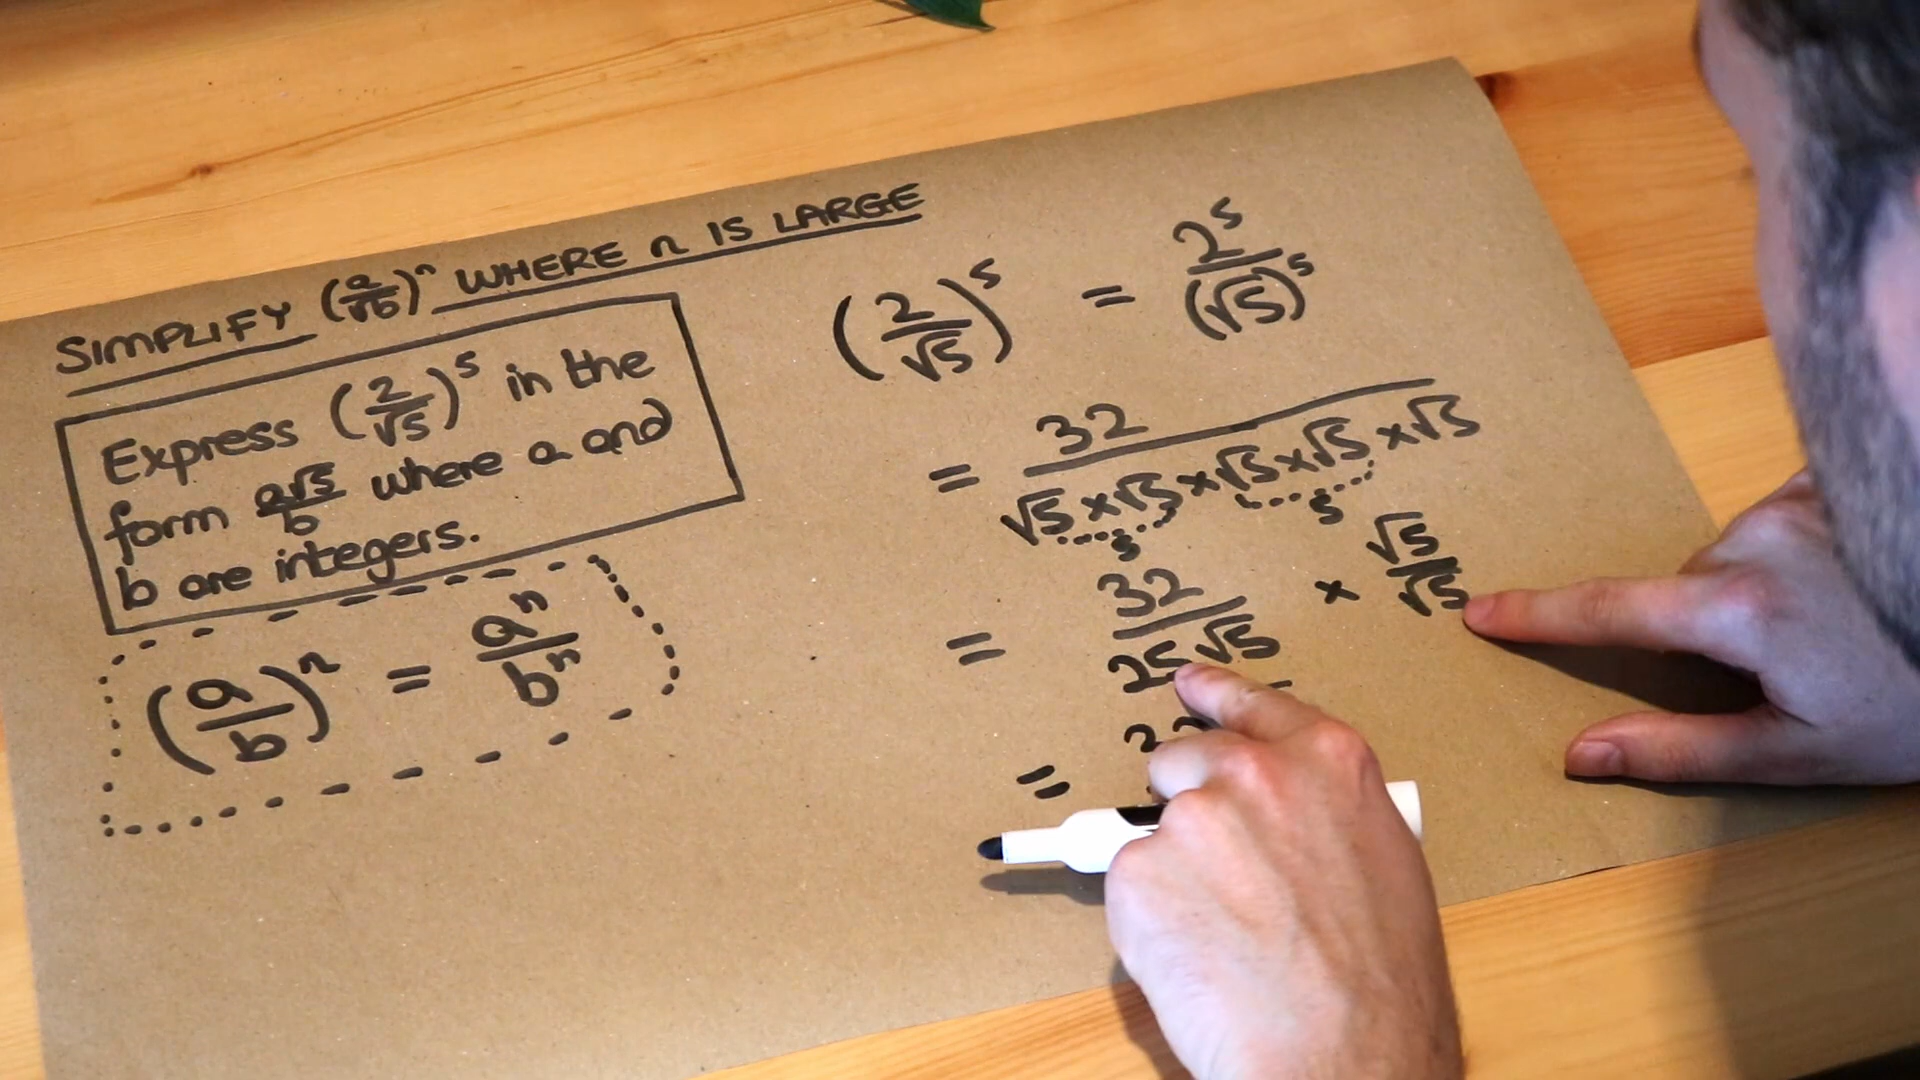 SIMPLIFY (a/√b)ⁿ WHERE n IS LARGE
Express (2/√5)⁵ in the
form a√5/b where a and
b are integers.
(a/b)ⁿ = aⁿ/bⁿ
(2/√5)⁵ = 2⁵/(√5)⁵
= 32/(√5 × √5 × √5 × √5 × √5)
5 5
= 32/(25√5) × √5/√5
=